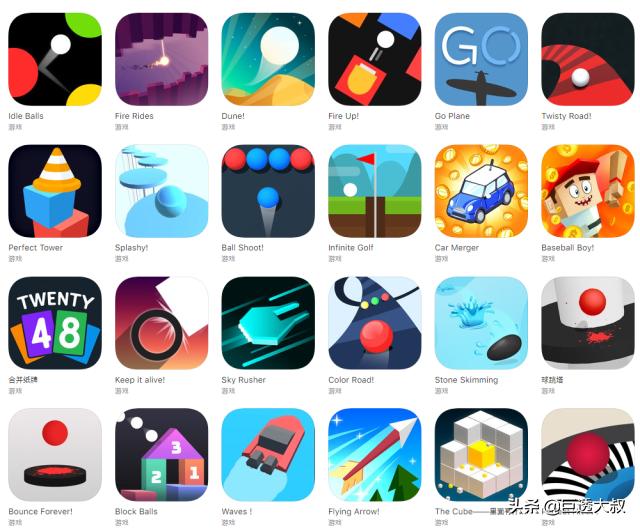 GO
Idle Balls
Fire Rides
Dune!
Fire Up!
Go Plane
Twisty Road!
游戏
游戏
游戏
游戏
游戏
游戏
Perfect Tower
Splashy!
Ball Shoot!
Infinite Golf
Car Merger
Baseball Boy!
游戏
游戏
游戏
游戏
游戏
游戏
TWENTY
48
合并纸牌
Keep it alive!
Sky Rusher
Color Road!
Stone Skimming
球跳塔
游戏
游戏
游戏
游戏
游戏
游戏
3
2
1
Bounce Forever!
Block Balls
Waves !
Flying Arrow!
The Cube
头条 @巨透大叔
游戏
游戏
游戏
游戏
游戏